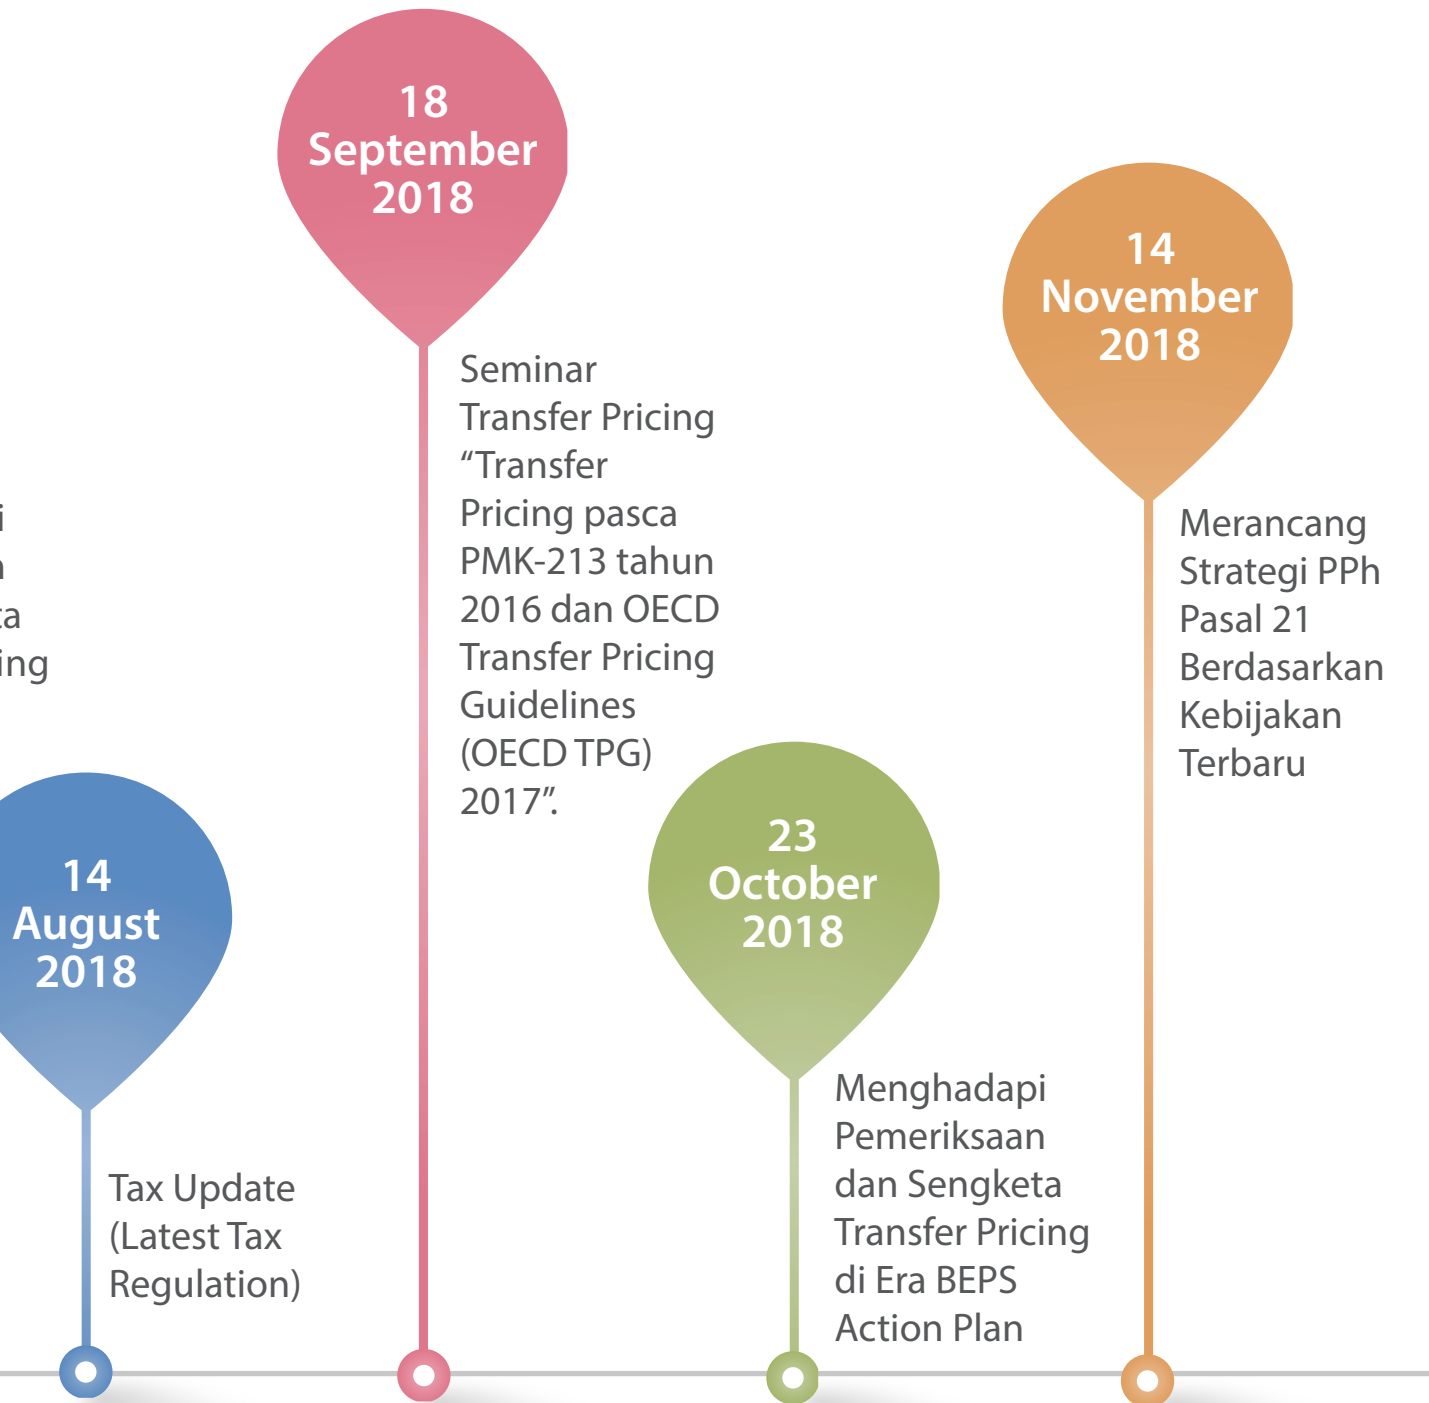 18
September
2018
Seminar
Transfer Pricing
“Transfer
Pricing pasca
PMK-213 tahun
2016 dan OECD
Transfer Pricing
Guidelines
(OECD TPG)
2017”.
14
November
2018
Merancang
Strategi PPh
Pasal 21
Berdasarkan
Kebijakan
Terbaru
14
August
2018
Tax Update
(Latest Tax
Regulation)
23
October
2018
Menghadapi
Pemeriksaan
dan Sengketa
Transfer Pricing
di Era BEPS
Action Plan